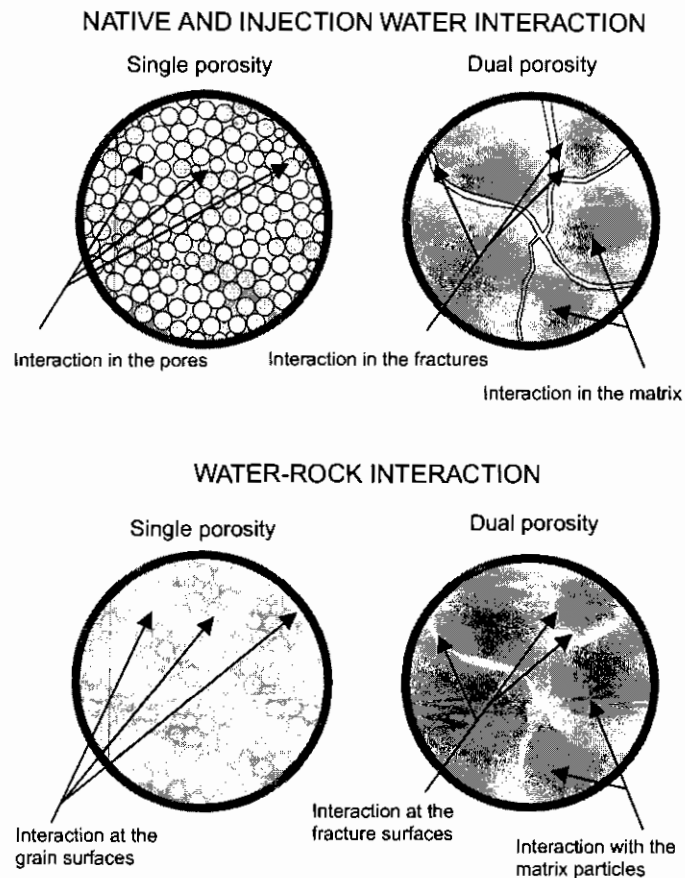 NATIVE AND INJECTION WATER INTERACTION
Single porosity
Dual porosity
Interaction in the pores
Interaction in the fractures
Interaction in the matrix
WATER-ROCK INTERACTION
Single porosity
Dual porosity
Interaction at the
grain surfaces
Interaction at the
fracture surfaces
Interaction with the
matrix particles